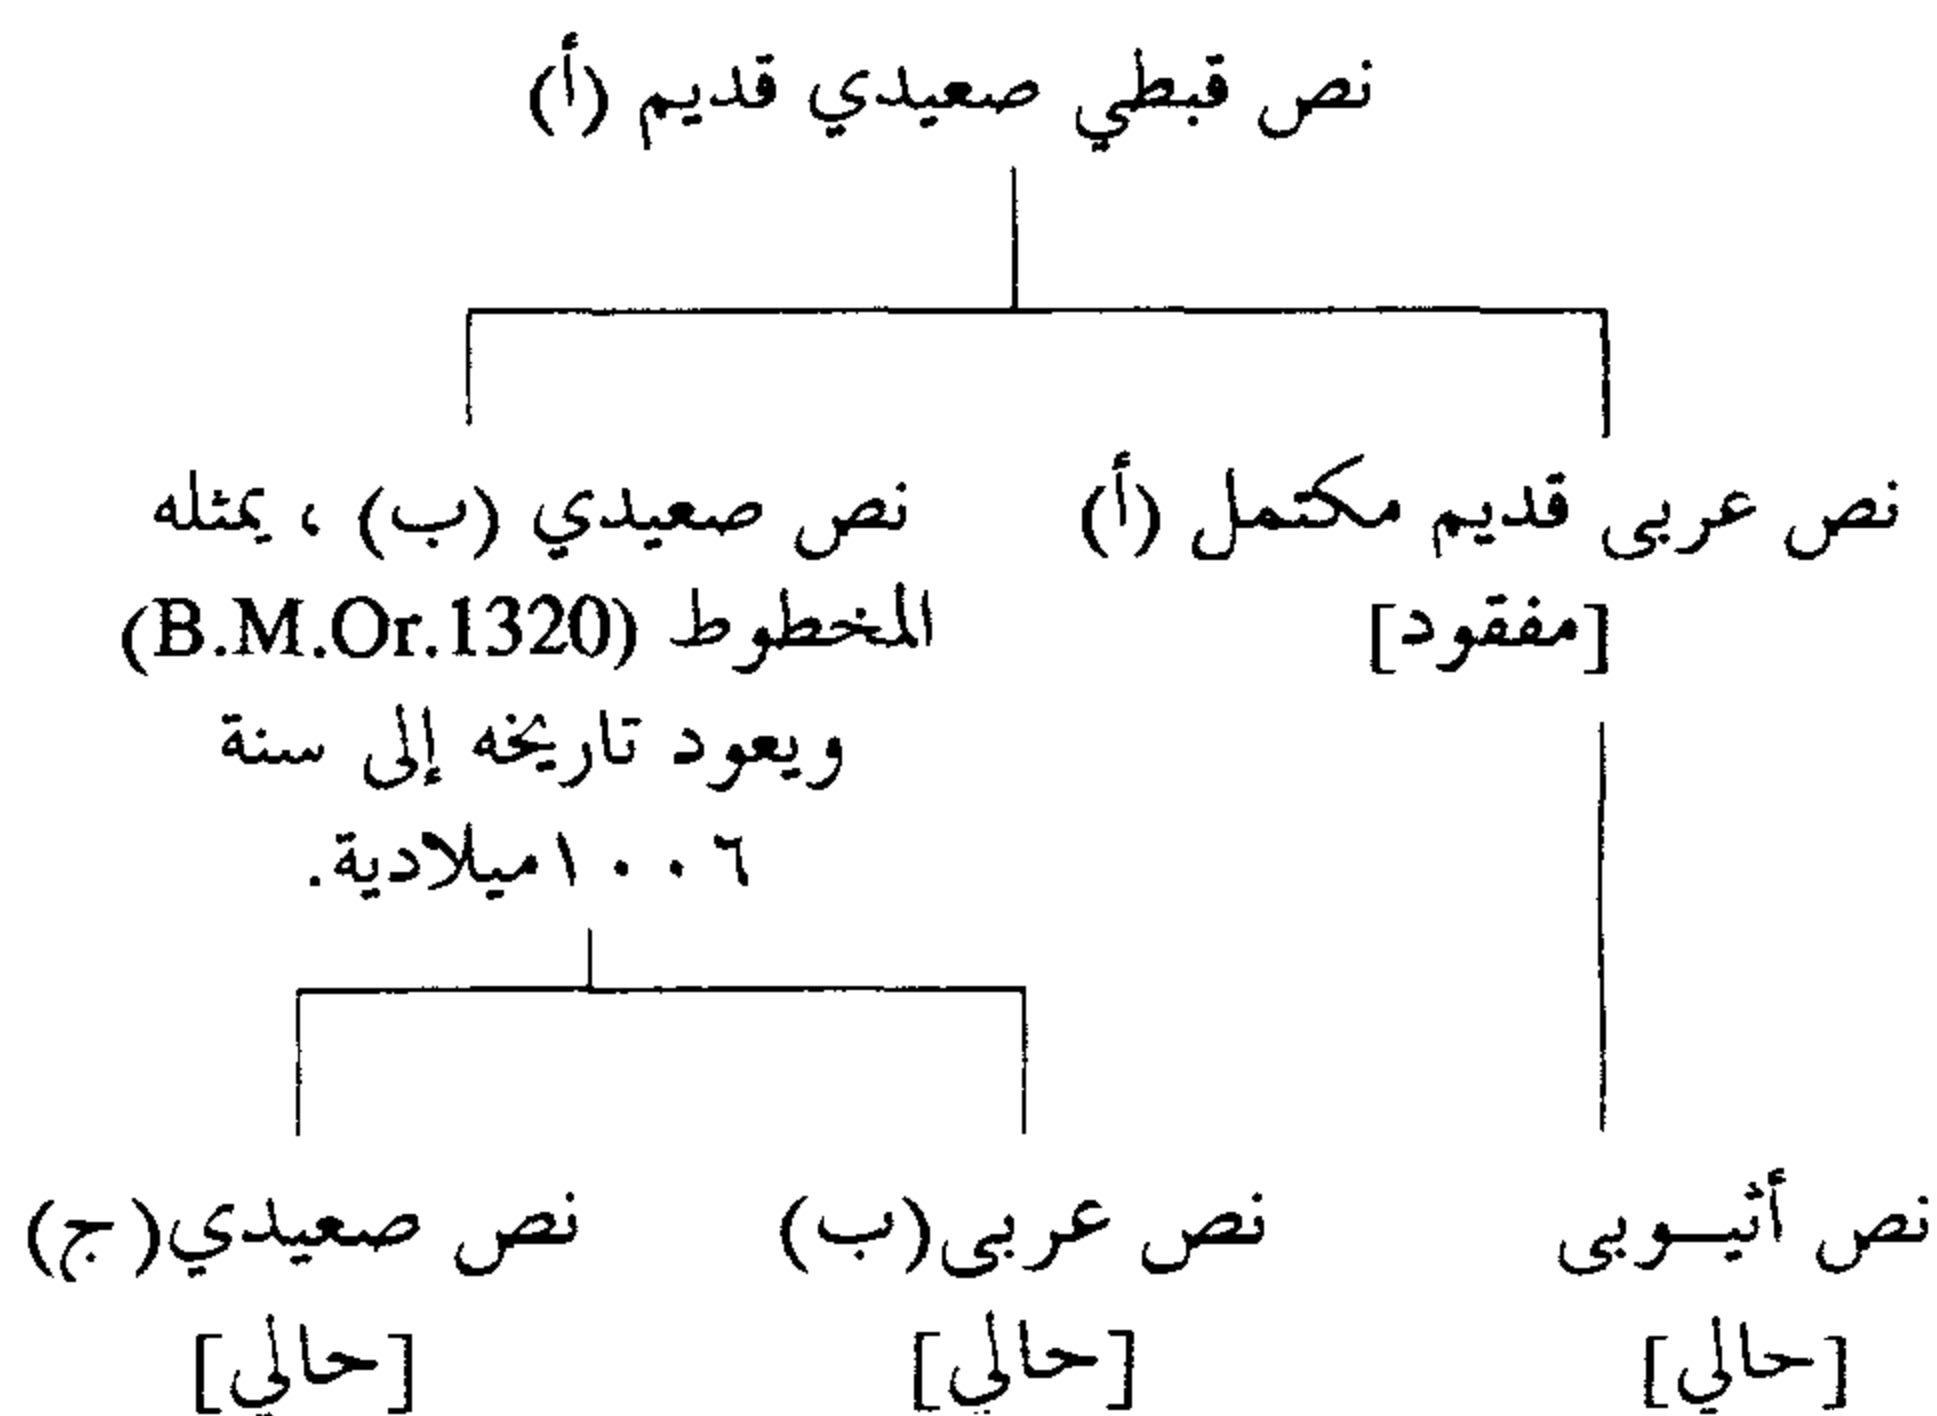 نص قبطي صعيدي قديم (أ)
نص عربى قديم مكتمل (أ)
[مفقود]
نص صعيدي (ب) ، يمثله
المخطوط (B.M.Or.1320)
ويعود تاريخه إلى سنة
١٠٠٦ ميلادية.
نص أثيــوبى
[حالي]
نص عربى (ب)
[حالي]
نص صعيدي (ج)
[حالي]